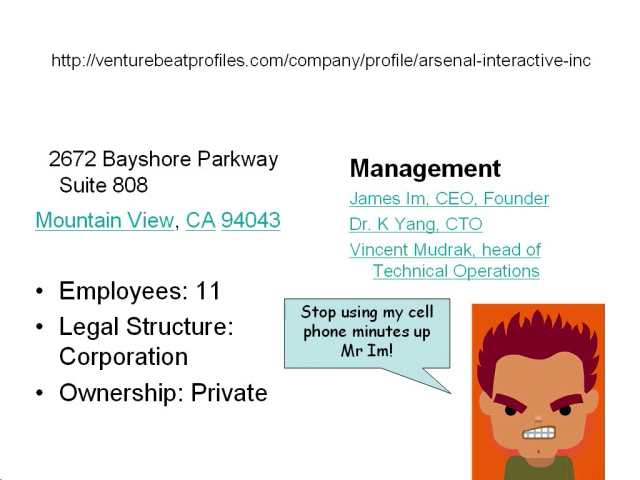 http://venturebeatprofiles.com/company/profile/arsenal-interactive-inc
2672 Bayshore Parkway
Suite 808
Mountain View, CA 94043
• Employees: 11
• Legal Structure:
Corporation
• Ownership: Private
Management
James Im, CEO, Founder
Dr. K Yang, CTO
Vincent Mudrak, head of
Technical Operations
Stop using my cell
phone minutes up
Mr Im!